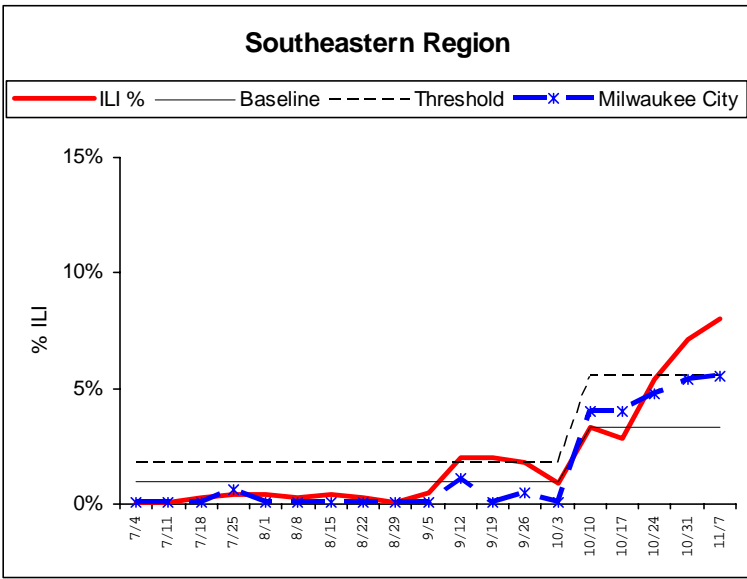 Southeastern Region
ILI % Baseline Threshold Milwaukee City
15%
10%
5%
0%
% ILI
7/4 7/11 7/18 7/25 8/1 8/8 8/15 8/22 8/29 9/5 9/12 9/19 9/26 10/3 10/10 10/17 10/24 10/31 11/7